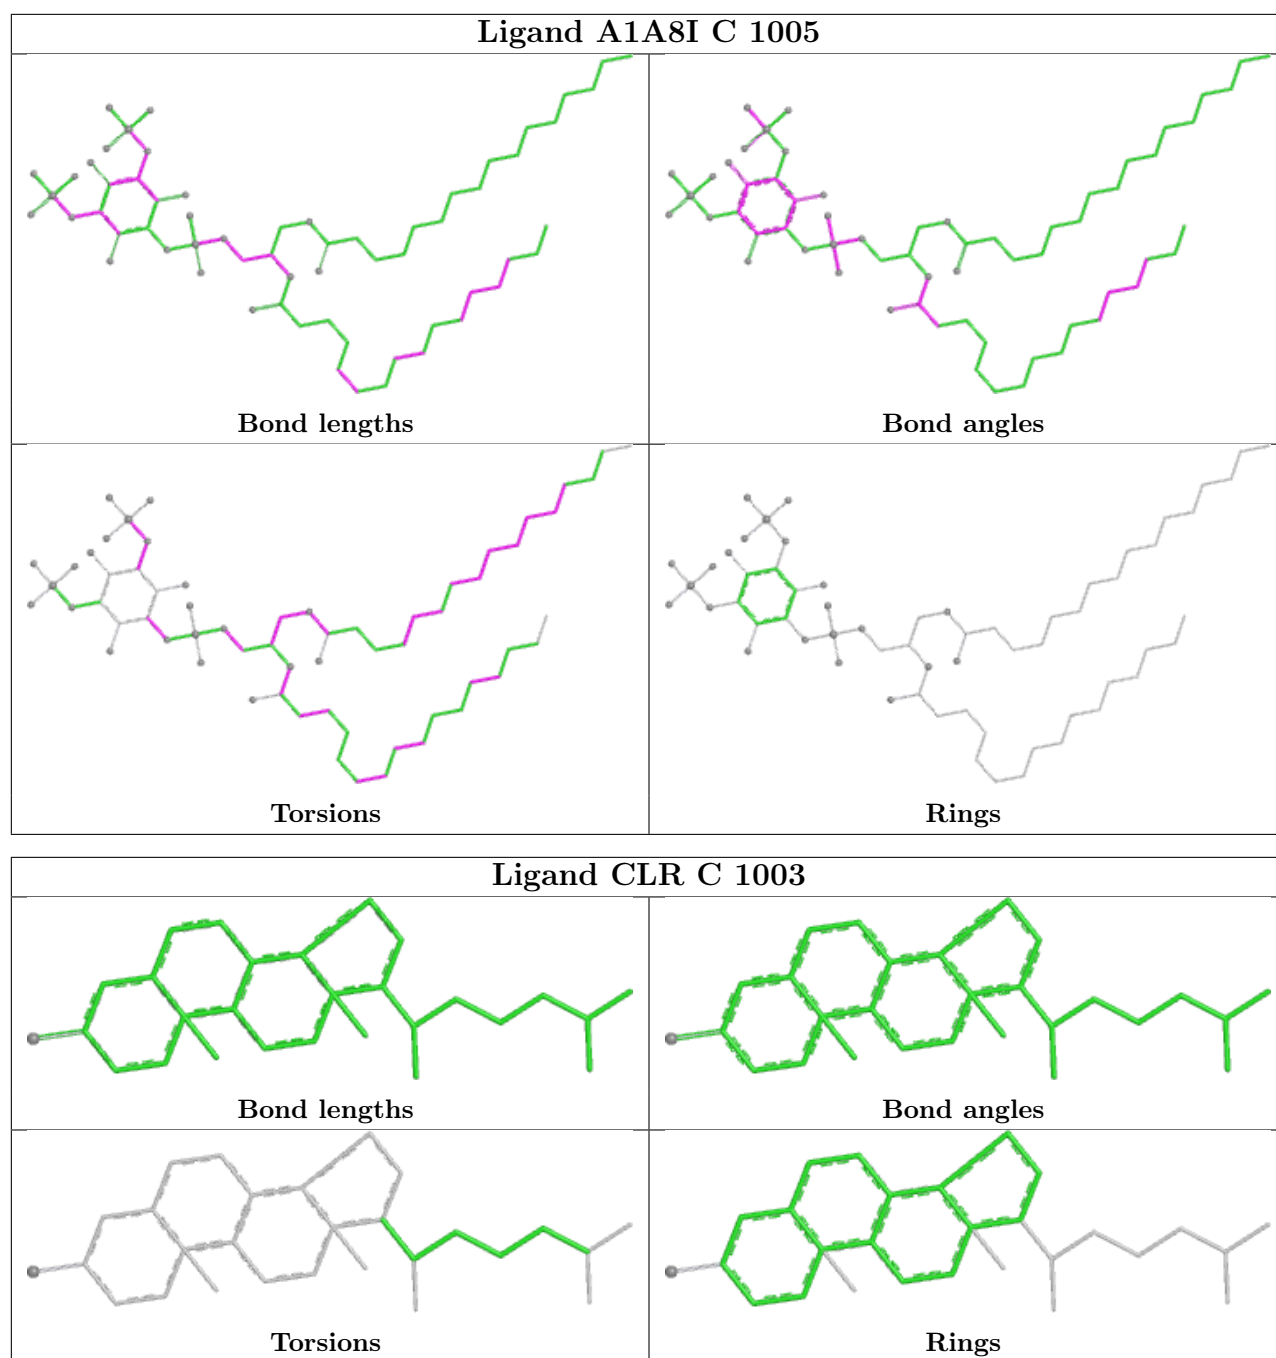 Ligand A1A8I C 1005
Bond lengths
Bond angles
Torsions
Rings
Ligand CLR C 1003
Bond lengths
Bond angles
Torsions
Rings